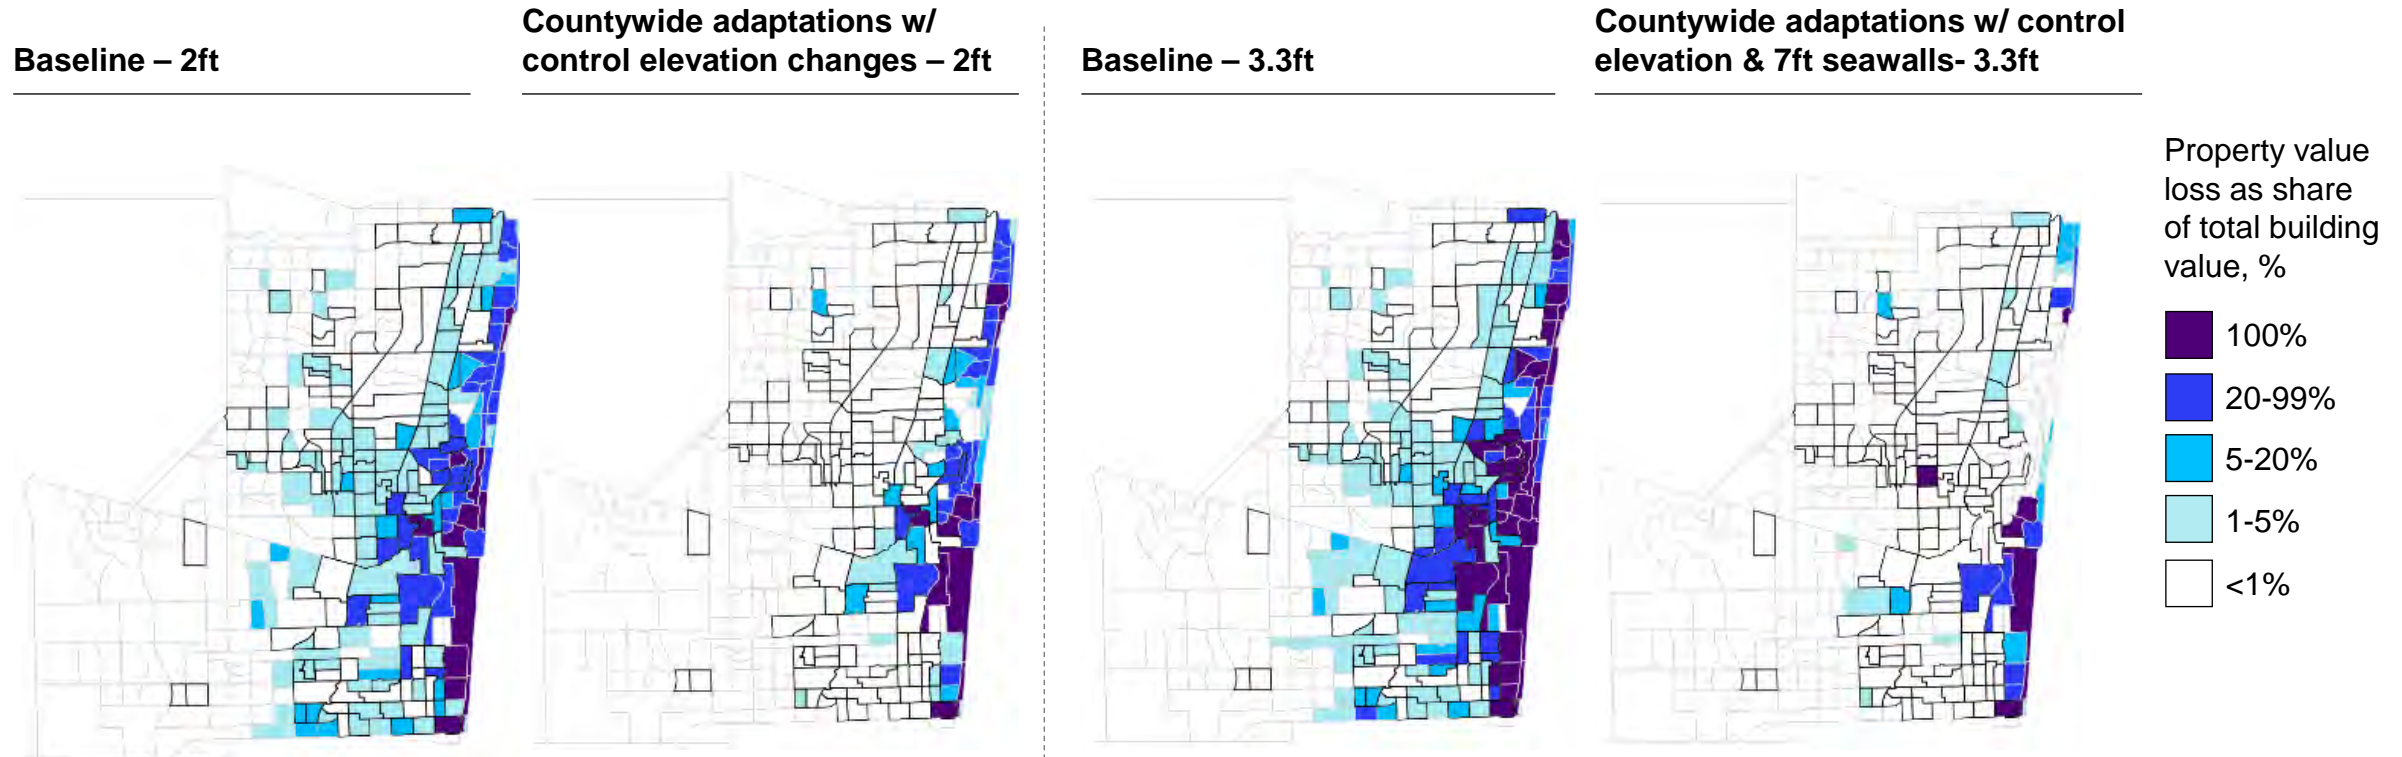 Baseline – 2ft
Countywide adaptations w/
control elevation changes – 2ft
Baseline – 3.3ft
Countywide adaptations w/ control
elevation & 7ft seawalls- 3.3ft
Property value
loss as share
of total building
value, %
100%
20-99%
5-20%
1-5%
<1%